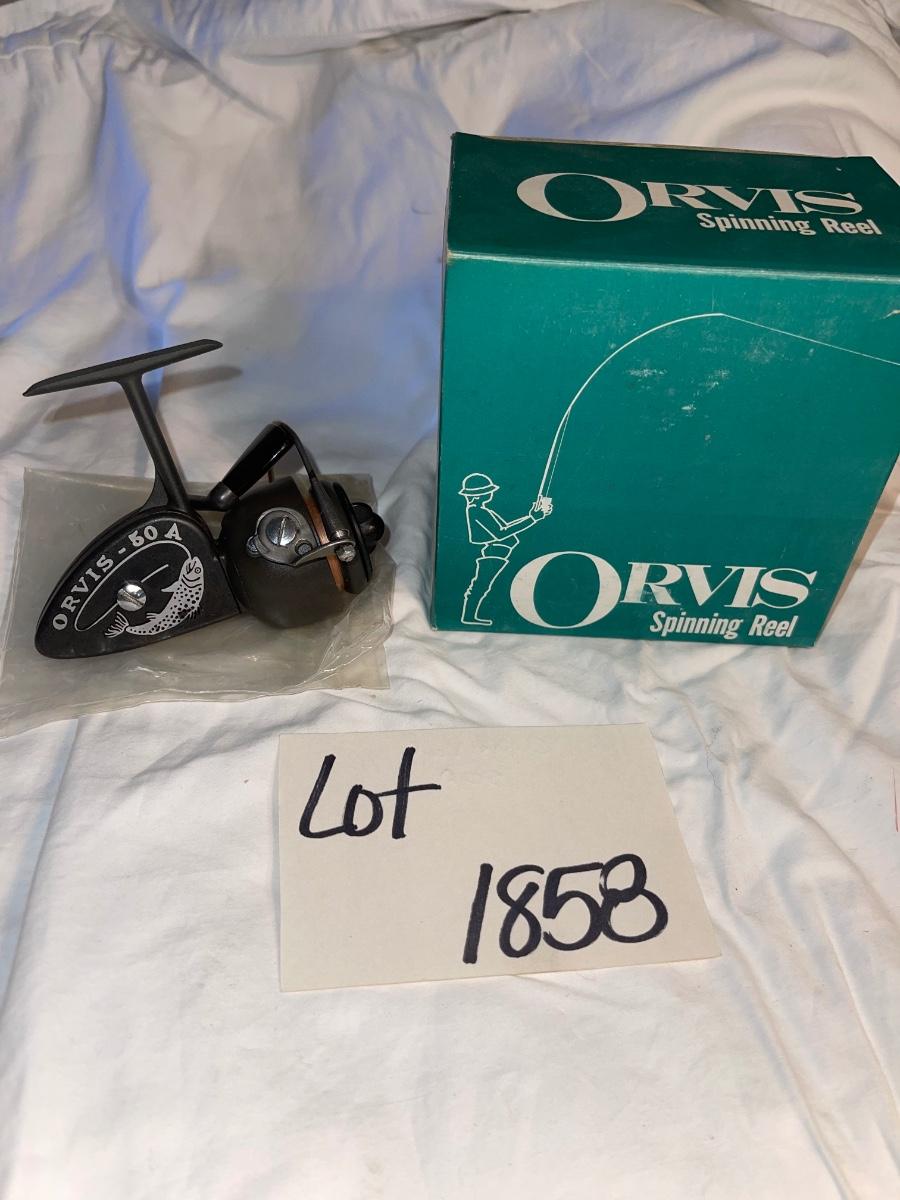 ORVIS
Spinning Reel
ORVIS - 50 A
ORVIS
Spinning Reel
Lot
1858